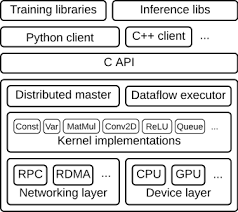 Training libraries Inference libs
Python client C++ client ...
C API
Distributed master Dataflow executor
Const Var MatMul Conv2D ReLU Queue ...
Kernel implementations
RPC RDMA ... CPU GPU ...
Networking layer Device layer